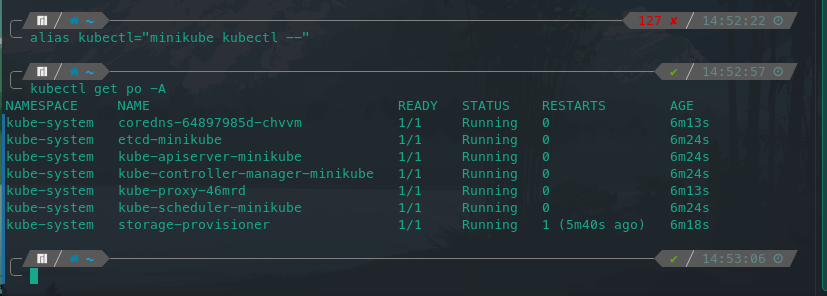 ~ 127 ✘ 14:52:22
alias kubectl="minikube kubectl --"
~ ✔ 14:52:57
kubectl get po -A
NAMESPACE NAME READY STATUS RESTARTS AGE
kube-system coredns-64897985d-chvvm 1/1 Running 0 6m13s
kube-system etcd-minikube 1/1 Running 0 6m24s
kube-system kube-apiserver-minikube 1/1 Running 0 6m24s
kube-system kube-controller-manager-minikube 1/1 Running 0 6m24s
kube-system kube-proxy-46mrd 1/1 Running 0 6m13s
kube-system kube-scheduler-minikube 1/1 Running 0 6m24s
kube-system storage-provisioner 1/1 Running 1 (5m40s ago) 6m18s
~ ✔ 14:53:06